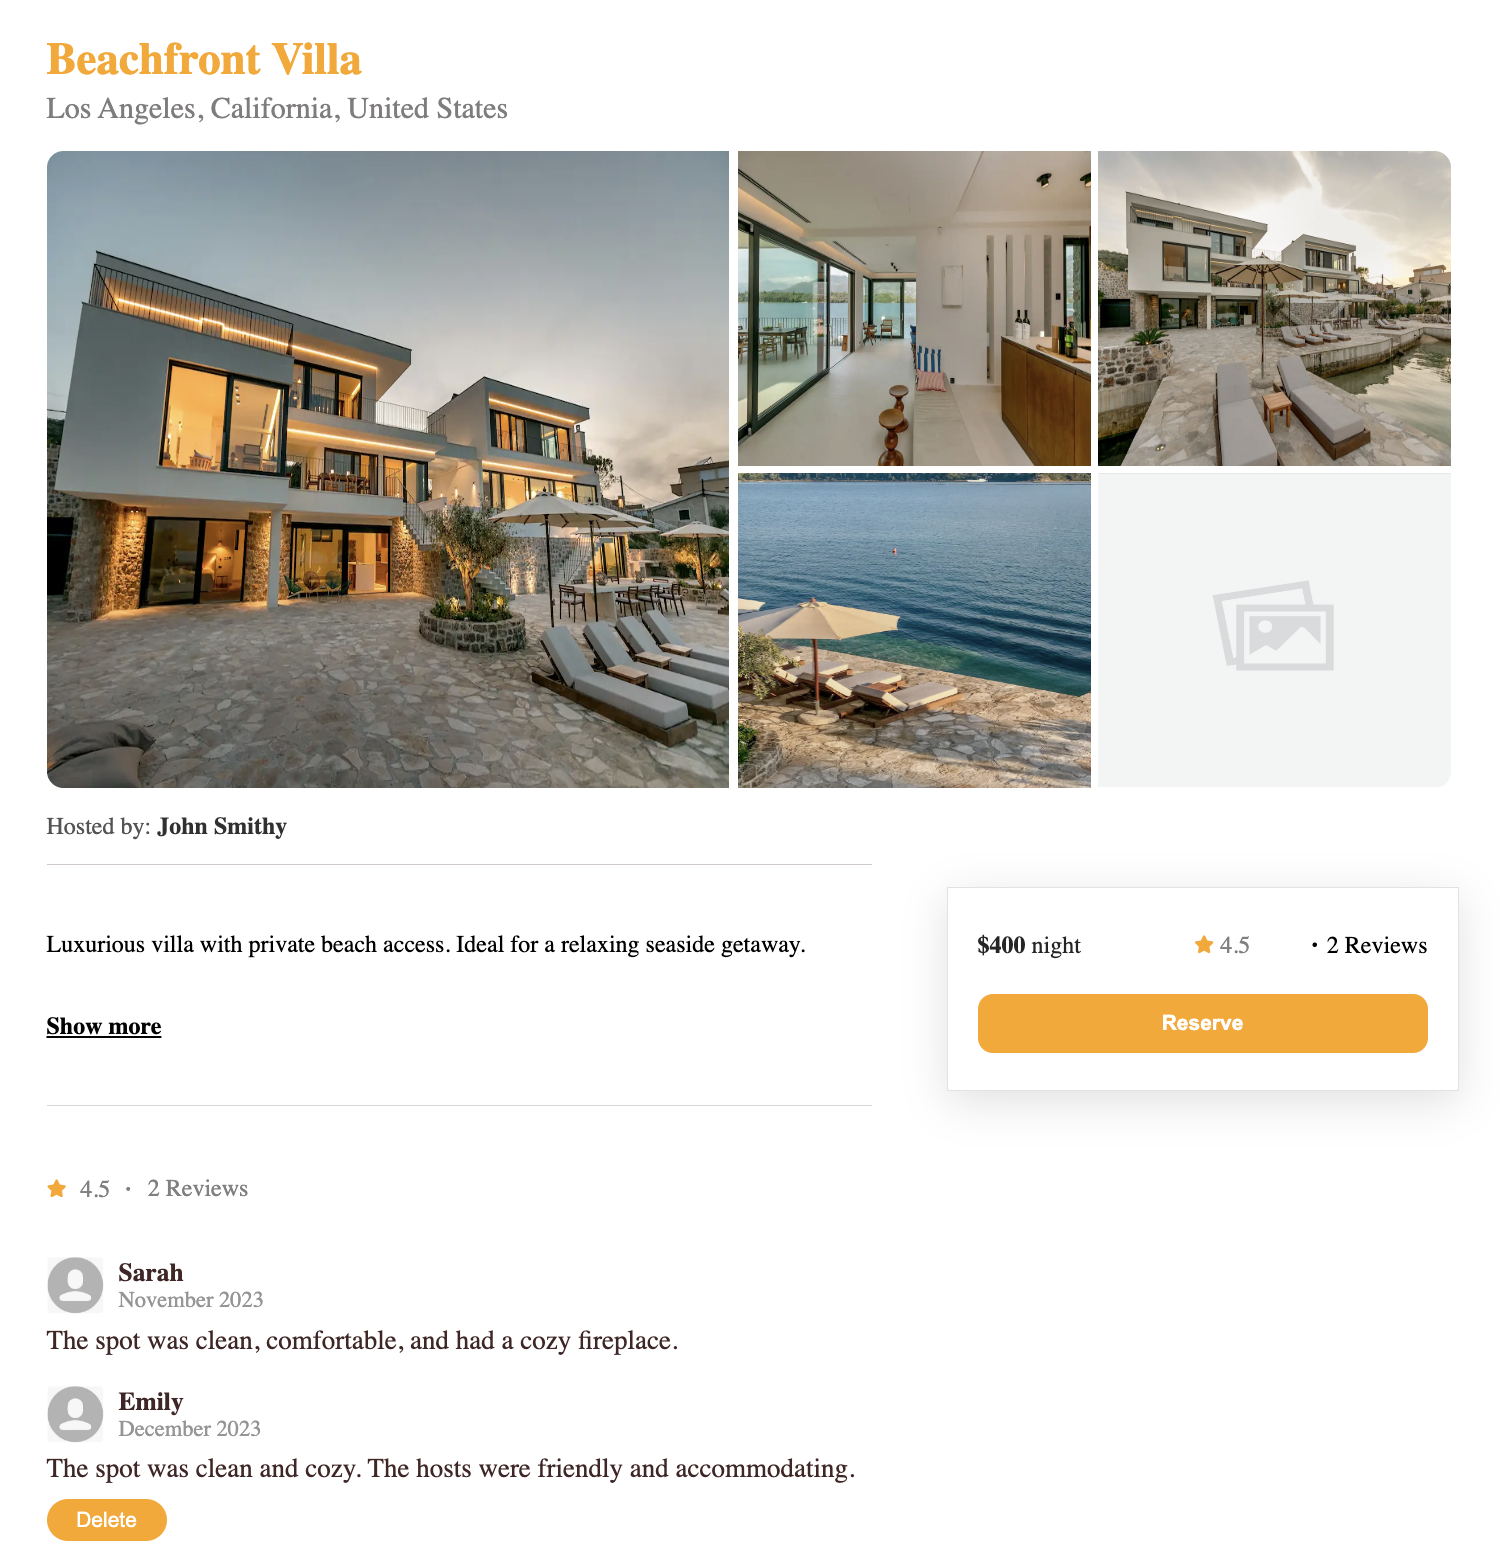 Beachfront Villa
Los Angeles, California, United States
Hosted by: John Smithy
Luxurious villa with private beach access. Ideal for a relaxing seaside getaway.
Show more
$400 night 4.5 · 2 Reviews
Reserve
4.5 · 2 Reviews
Sarah
November 2023
The spot was clean, comfortable, and had a cozy fireplace.
Emily
December 2023
The spot was clean and cozy. The hosts were friendly and accommodating.
Delete